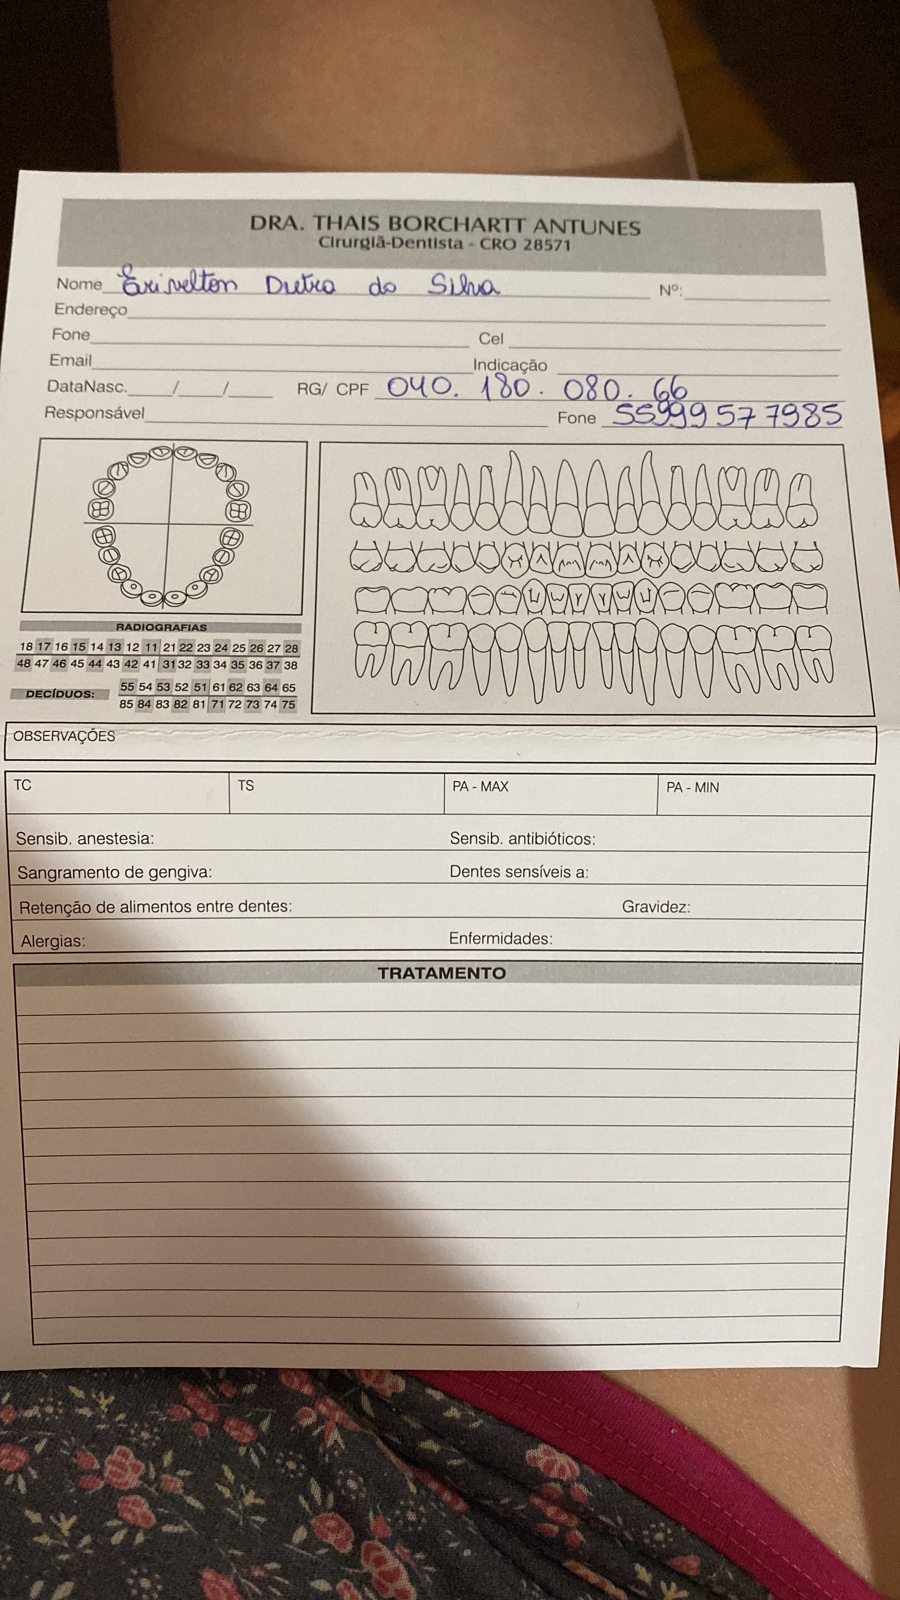 DRA. THAIS BORCHARTT ANTUNES
Cirurgiã-Dentista - CRO 28571
Nome Erivelton Dutra da Silva Nº:
Endereço
Fone Cel
Email Indicação
DataNasc. / / RG/ CPF 040. 180. 080. 66
Responsável Fone 55999577985
RADIOGRAFIAS
18 17 16 15 14 13 12 11 21 22 23 24 25 26 27 28
48 47 46 45 44 43 42 41 31 32 33 34 35 36 37 38
DECÍDUOS:
55 54 53 52 51 61 62 63 64 65
85 84 83 82 81 71 72 73 74 75
OBSERVAÇÕES
TC TS PA - MAX PA - MIN
Sensib. anestesia: Sensib. antibióticos:
Sangramento de gengiva: Dentes sensíveis a:
Retenção de alimentos entre dentes: Gravidez:
Alergias: Enfermidades:
TRATAMENTO